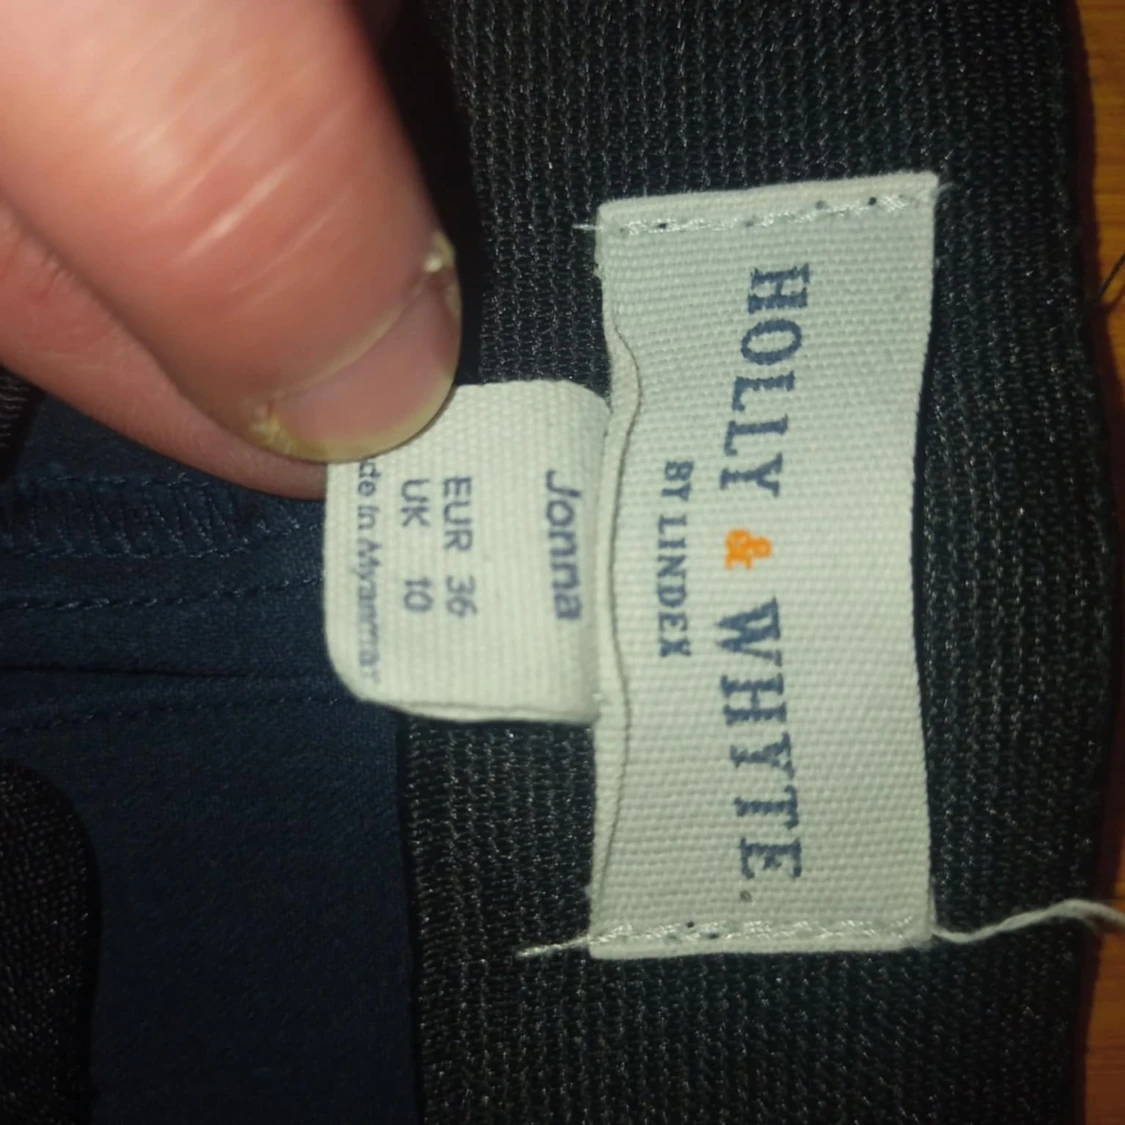 HOLLY & WHYTE.
BY LINDEX
Jonna
EUR 36
UK 10
de in Myanmar